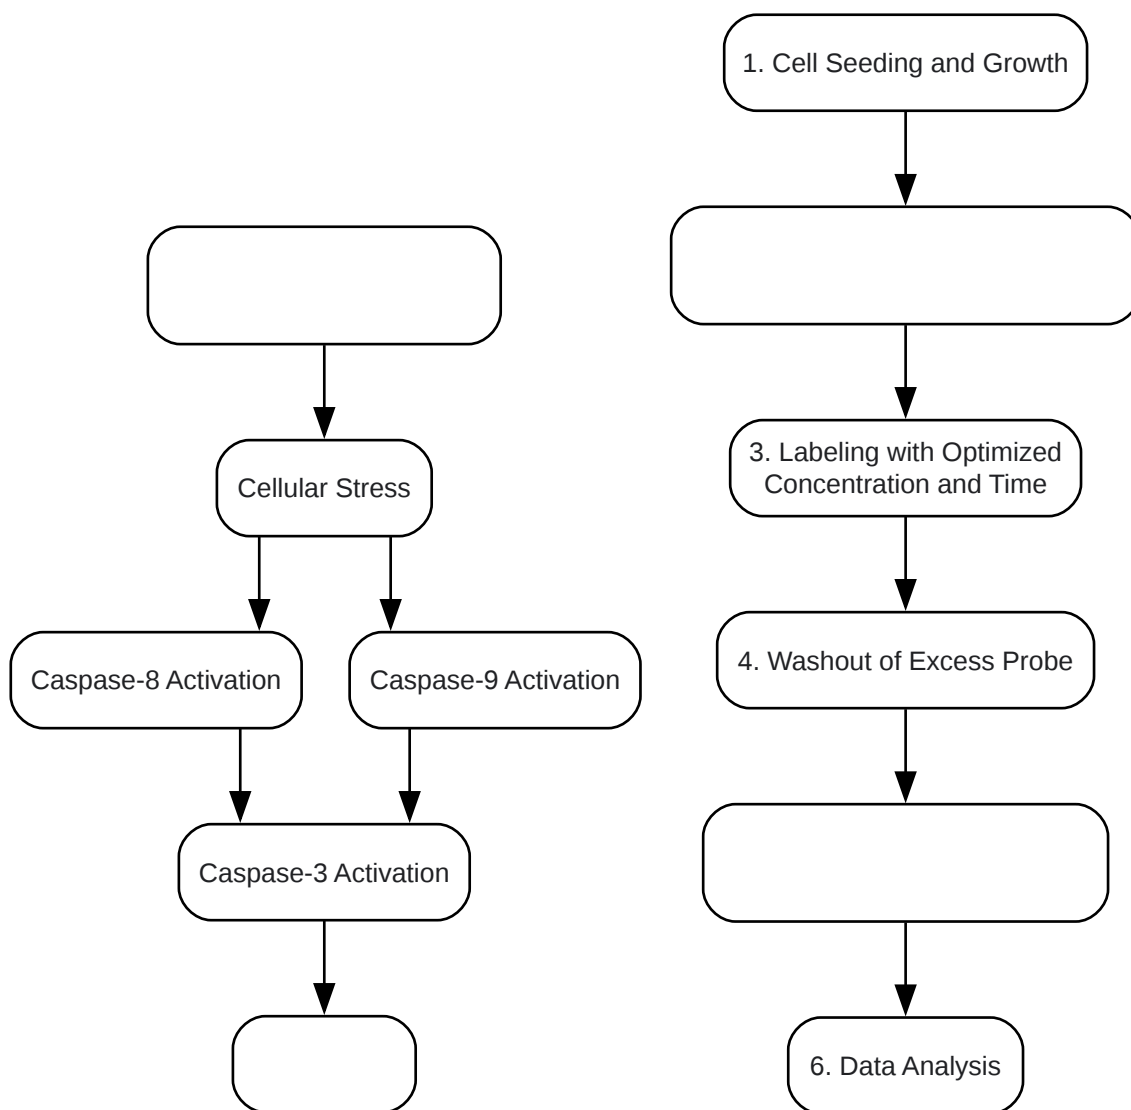 Cellular Stress
Caspase-8 Activation
Caspase-9 Activation
Caspase-3 Activation
1. Cell Seeding and Growth
3. Labeling with Optimized
Concentration and Time
4. Washout of Excess Probe
6. Data Analysis